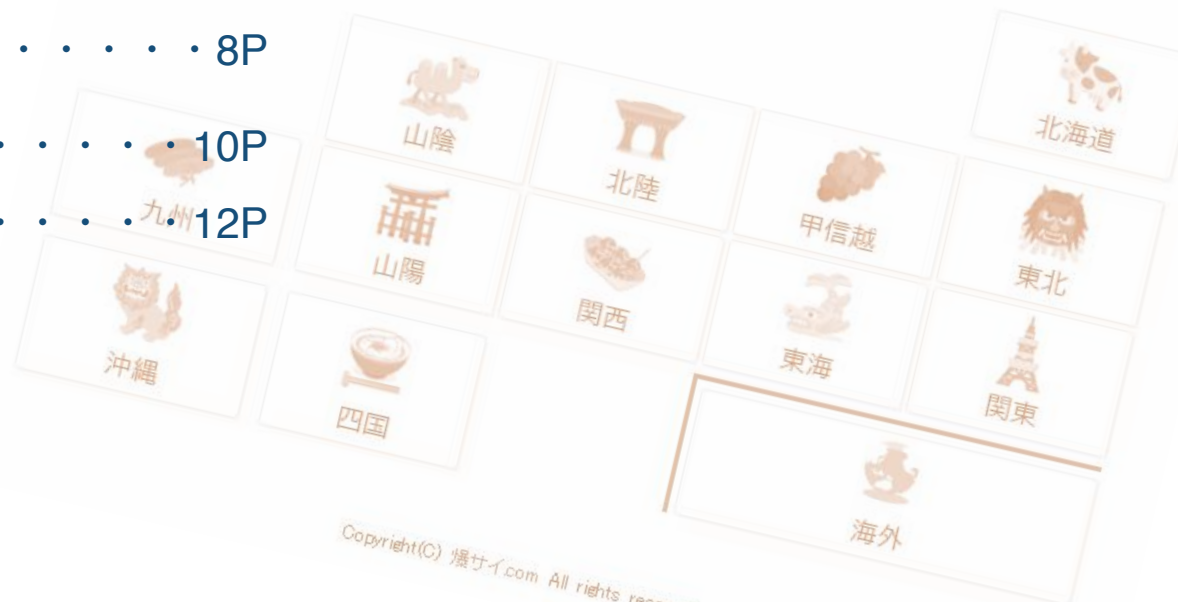 ・・・・・8P
・・・・・10P
・・・・・12P
北海道
山陰
北陸
甲信越
東北
九州
山陽
関西
東海
関東
沖縄
四国
海外
Copyright(C) 爆サイ.com All rights